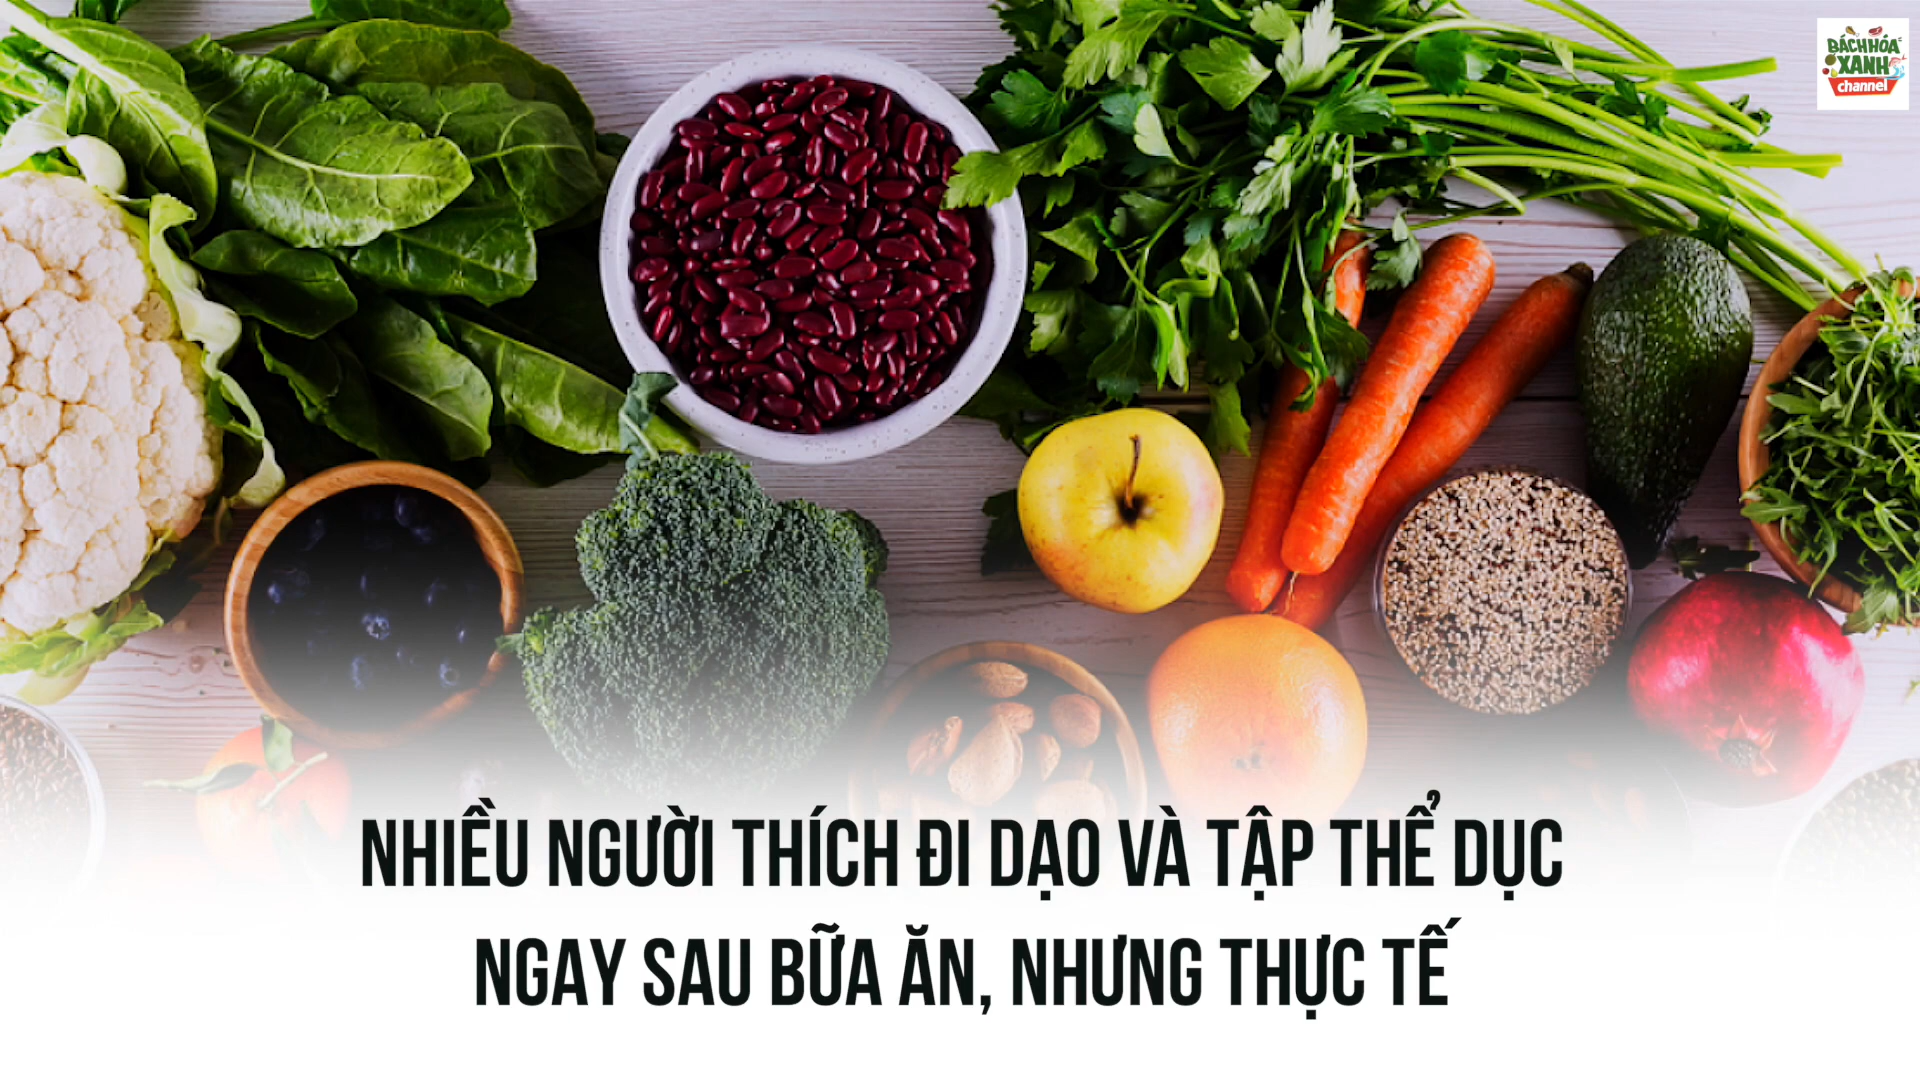 BÁCH HÓA
XANH
channel
NHIỀU NGƯỜI THÍCH ĐI DẠO VÀ TẬP THỂ DỤC
NGAY SAU BỮA ĂN, NHƯNG THỰC TẾ